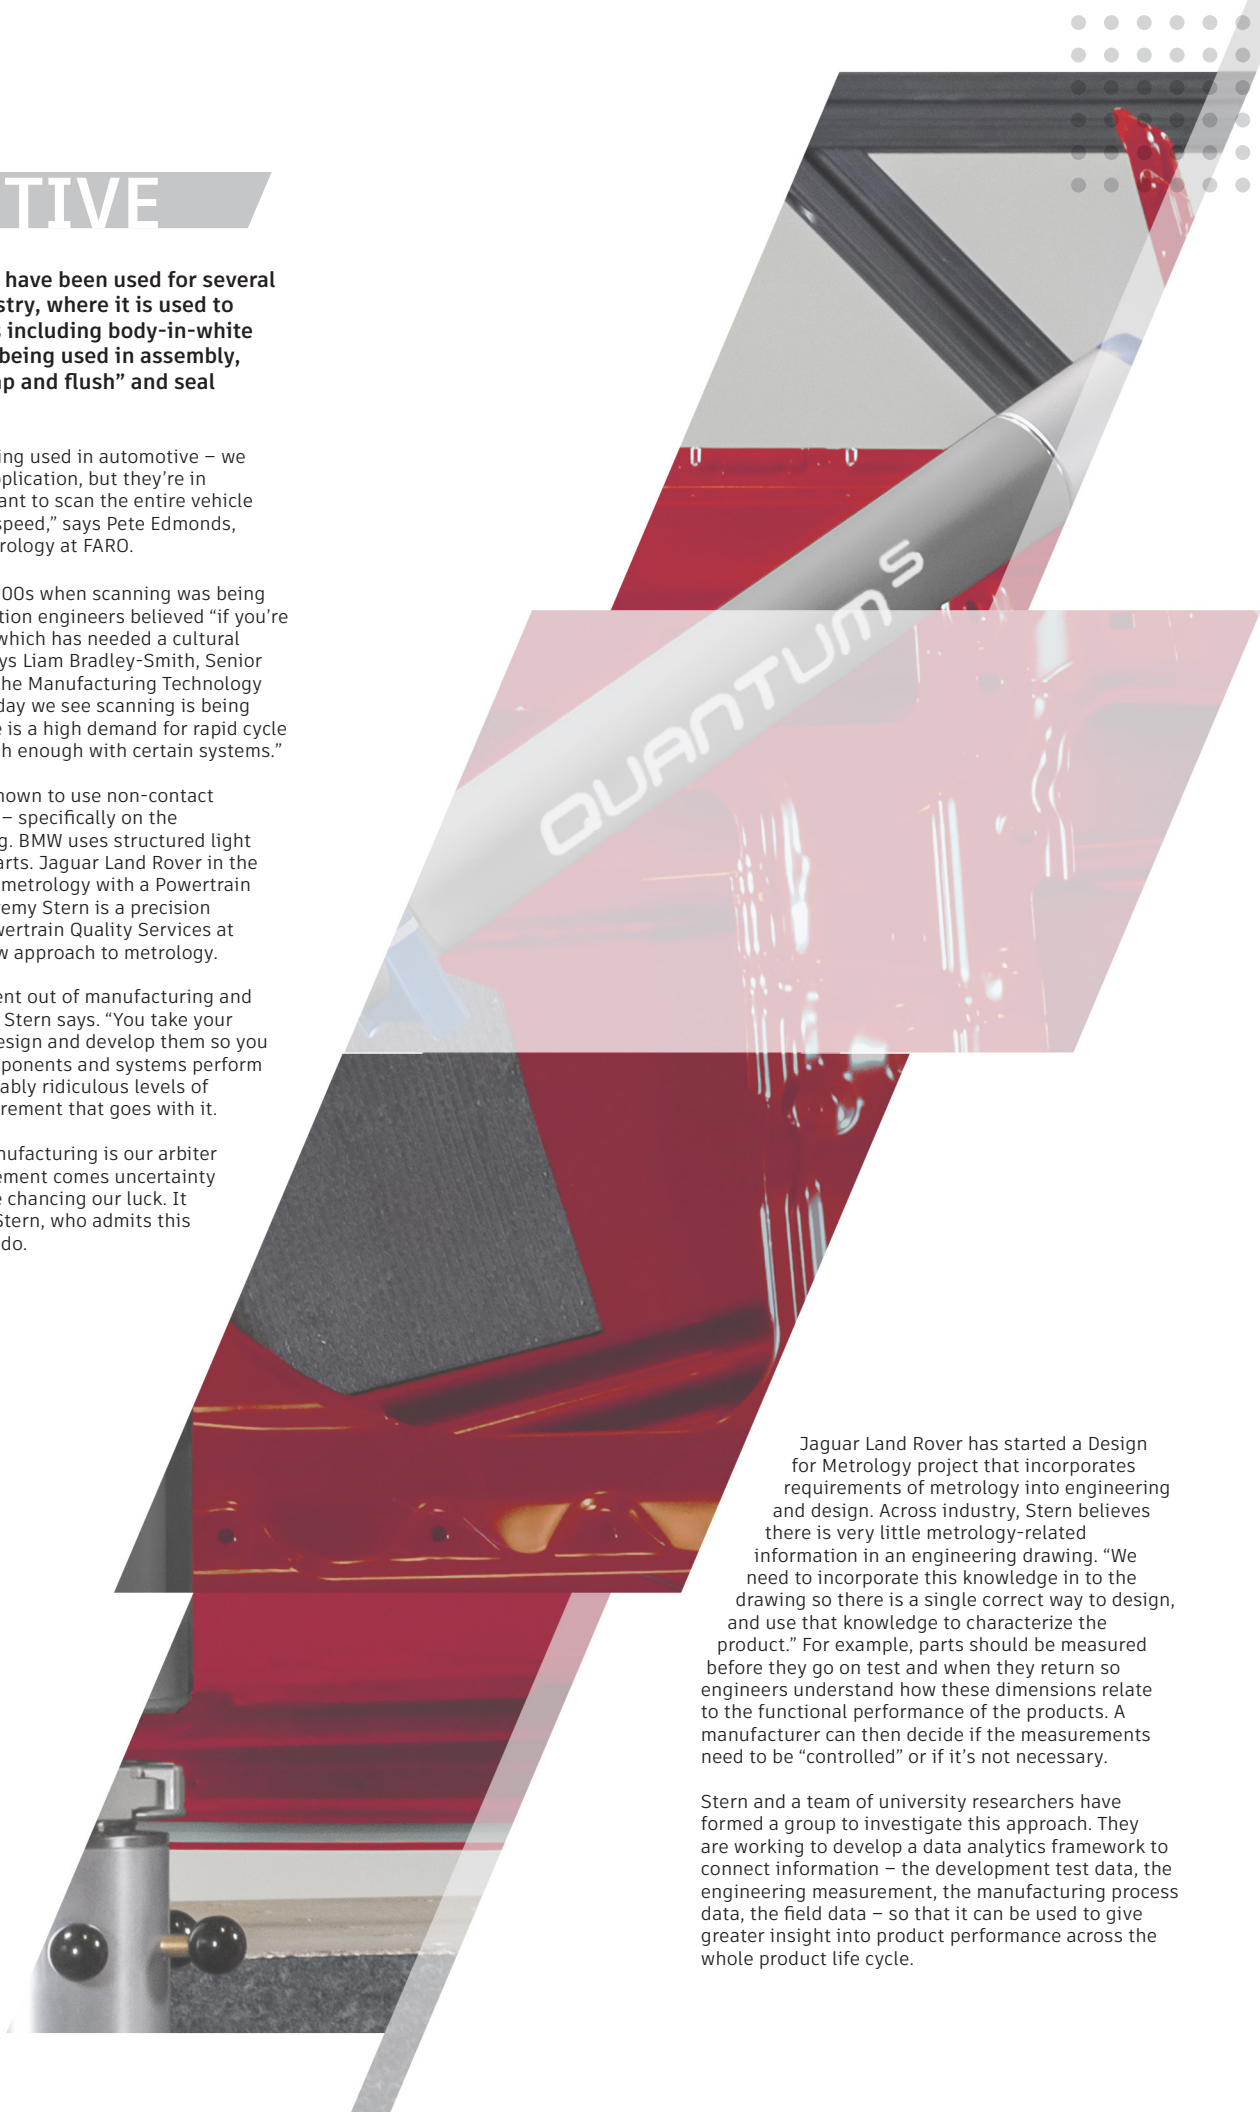 TIVE
have been used for several
stry, where it is used to
including body-in-white
being used in assembly,
ap and flush” and seal
ing used in automotive – we
plication, but they’re in
ant to scan the entire vehicle
speed,” says Pete Edmonds,
rology at FARO.
00s when scanning was being
tion engineers believed “if you’re
which has needed a cultural
ys Liam Bradley-Smith, Senior
he Manufacturing Technology
day we see scanning is being
e is a high demand for rapid cycle
h enough with certain systems.”
nown to use non-contact
– specifically on the
g. BMW uses structured light
arts. Jaguar Land Rover in the
metrology with a Powertrain
remy Stern is a precision
wertrain Quality Services at
w approach to metrology.
ent out of manufacturing and
Stern says. “You take your
esign and develop them so you
ponents and systems perform
ably ridiculous levels of
rement that goes with it.
nufacturing is our arbiter
ement comes uncertainty
e chancing our luck. It
Stern, who admits this
do.
QUANTUM S
Jaguar Land Rover has started a Design
for Metrology project that incorporates
requirements of metrology into engineering
and design. Across industry, Stern believes
there is very little metrology-related
information in an engineering drawing. “We
need to incorporate this knowledge in to the
drawing so there is a single correct way to design,
and use that knowledge to characterize the
product.” For example, parts should be measured
before they go on test and when they return so
engineers understand how these dimensions relate
to the functional performance of the products. A
manufacturer can then decide if the measurements
need to be “controlled” or if it’s not necessary.
Stern and a team of university researchers have
formed a group to investigate this approach. They
are working to develop a data analytics framework to
connect information – the development test data, the
engineering measurement, the manufacturing process
data, the field data – so that it can be used to give
greater insight into product performance across the
whole product life cycle.